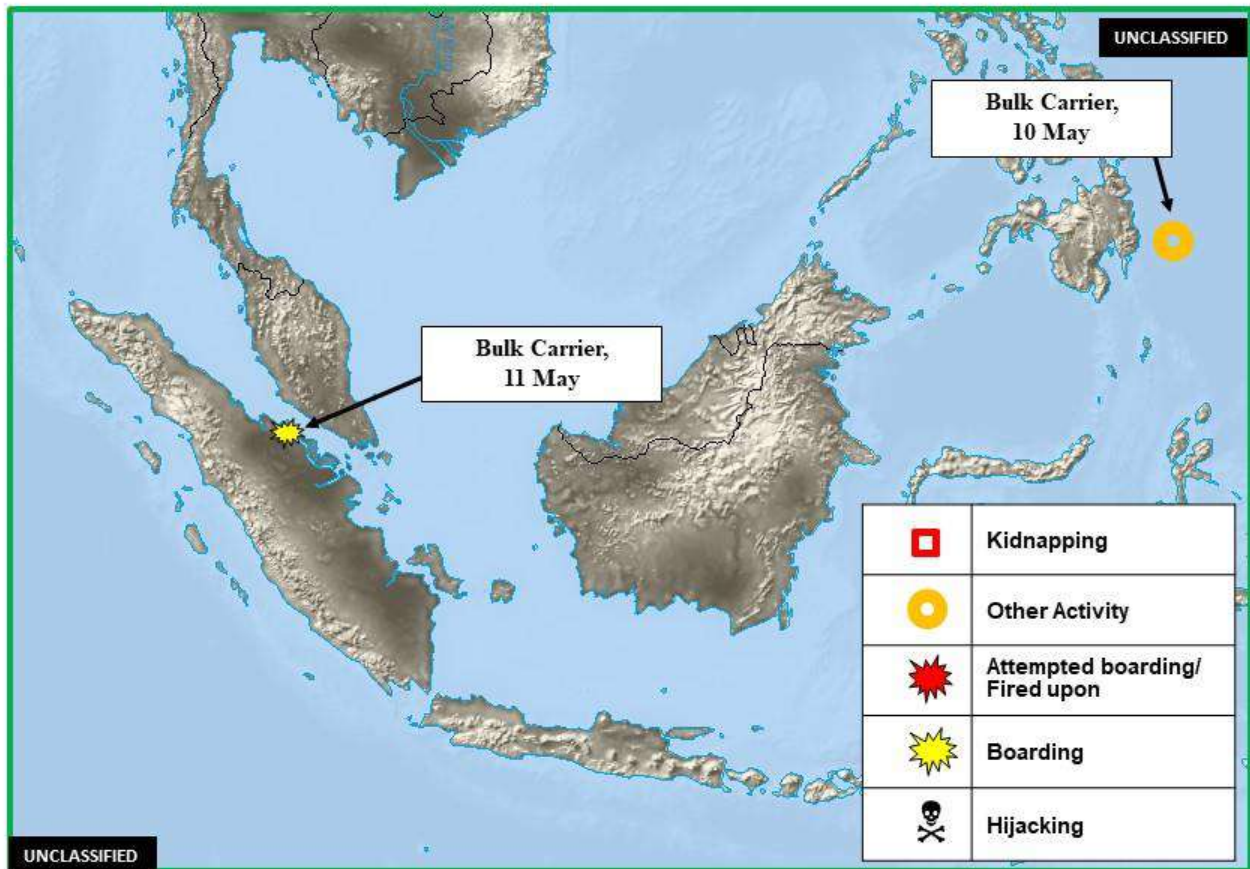 UNCLASSIFIED
Bulk Carrier,
10 May
Bulk Carrier,
11 May
Kidnapping
Other Activity
Attempted boarding/
Fired upon
Boarding
Hijacking
UNCLASSIFIED